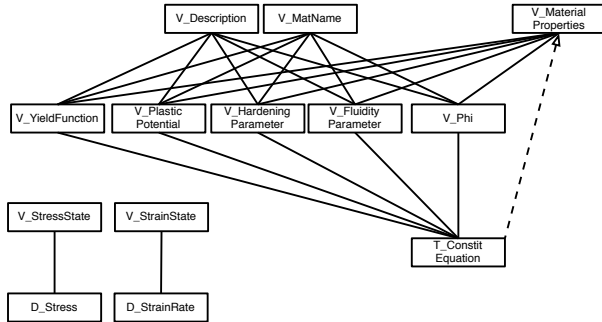 V_Description
V_MatName
V_Material
Properties
V_YieldFunction
V_Plastic
Potential
V_Hardening
Parameter
V_Fluidity
Parameter
V_Phi
V_StressState
V_StrainState
T_Constit
Equation
D_Stress
D_StrainRate